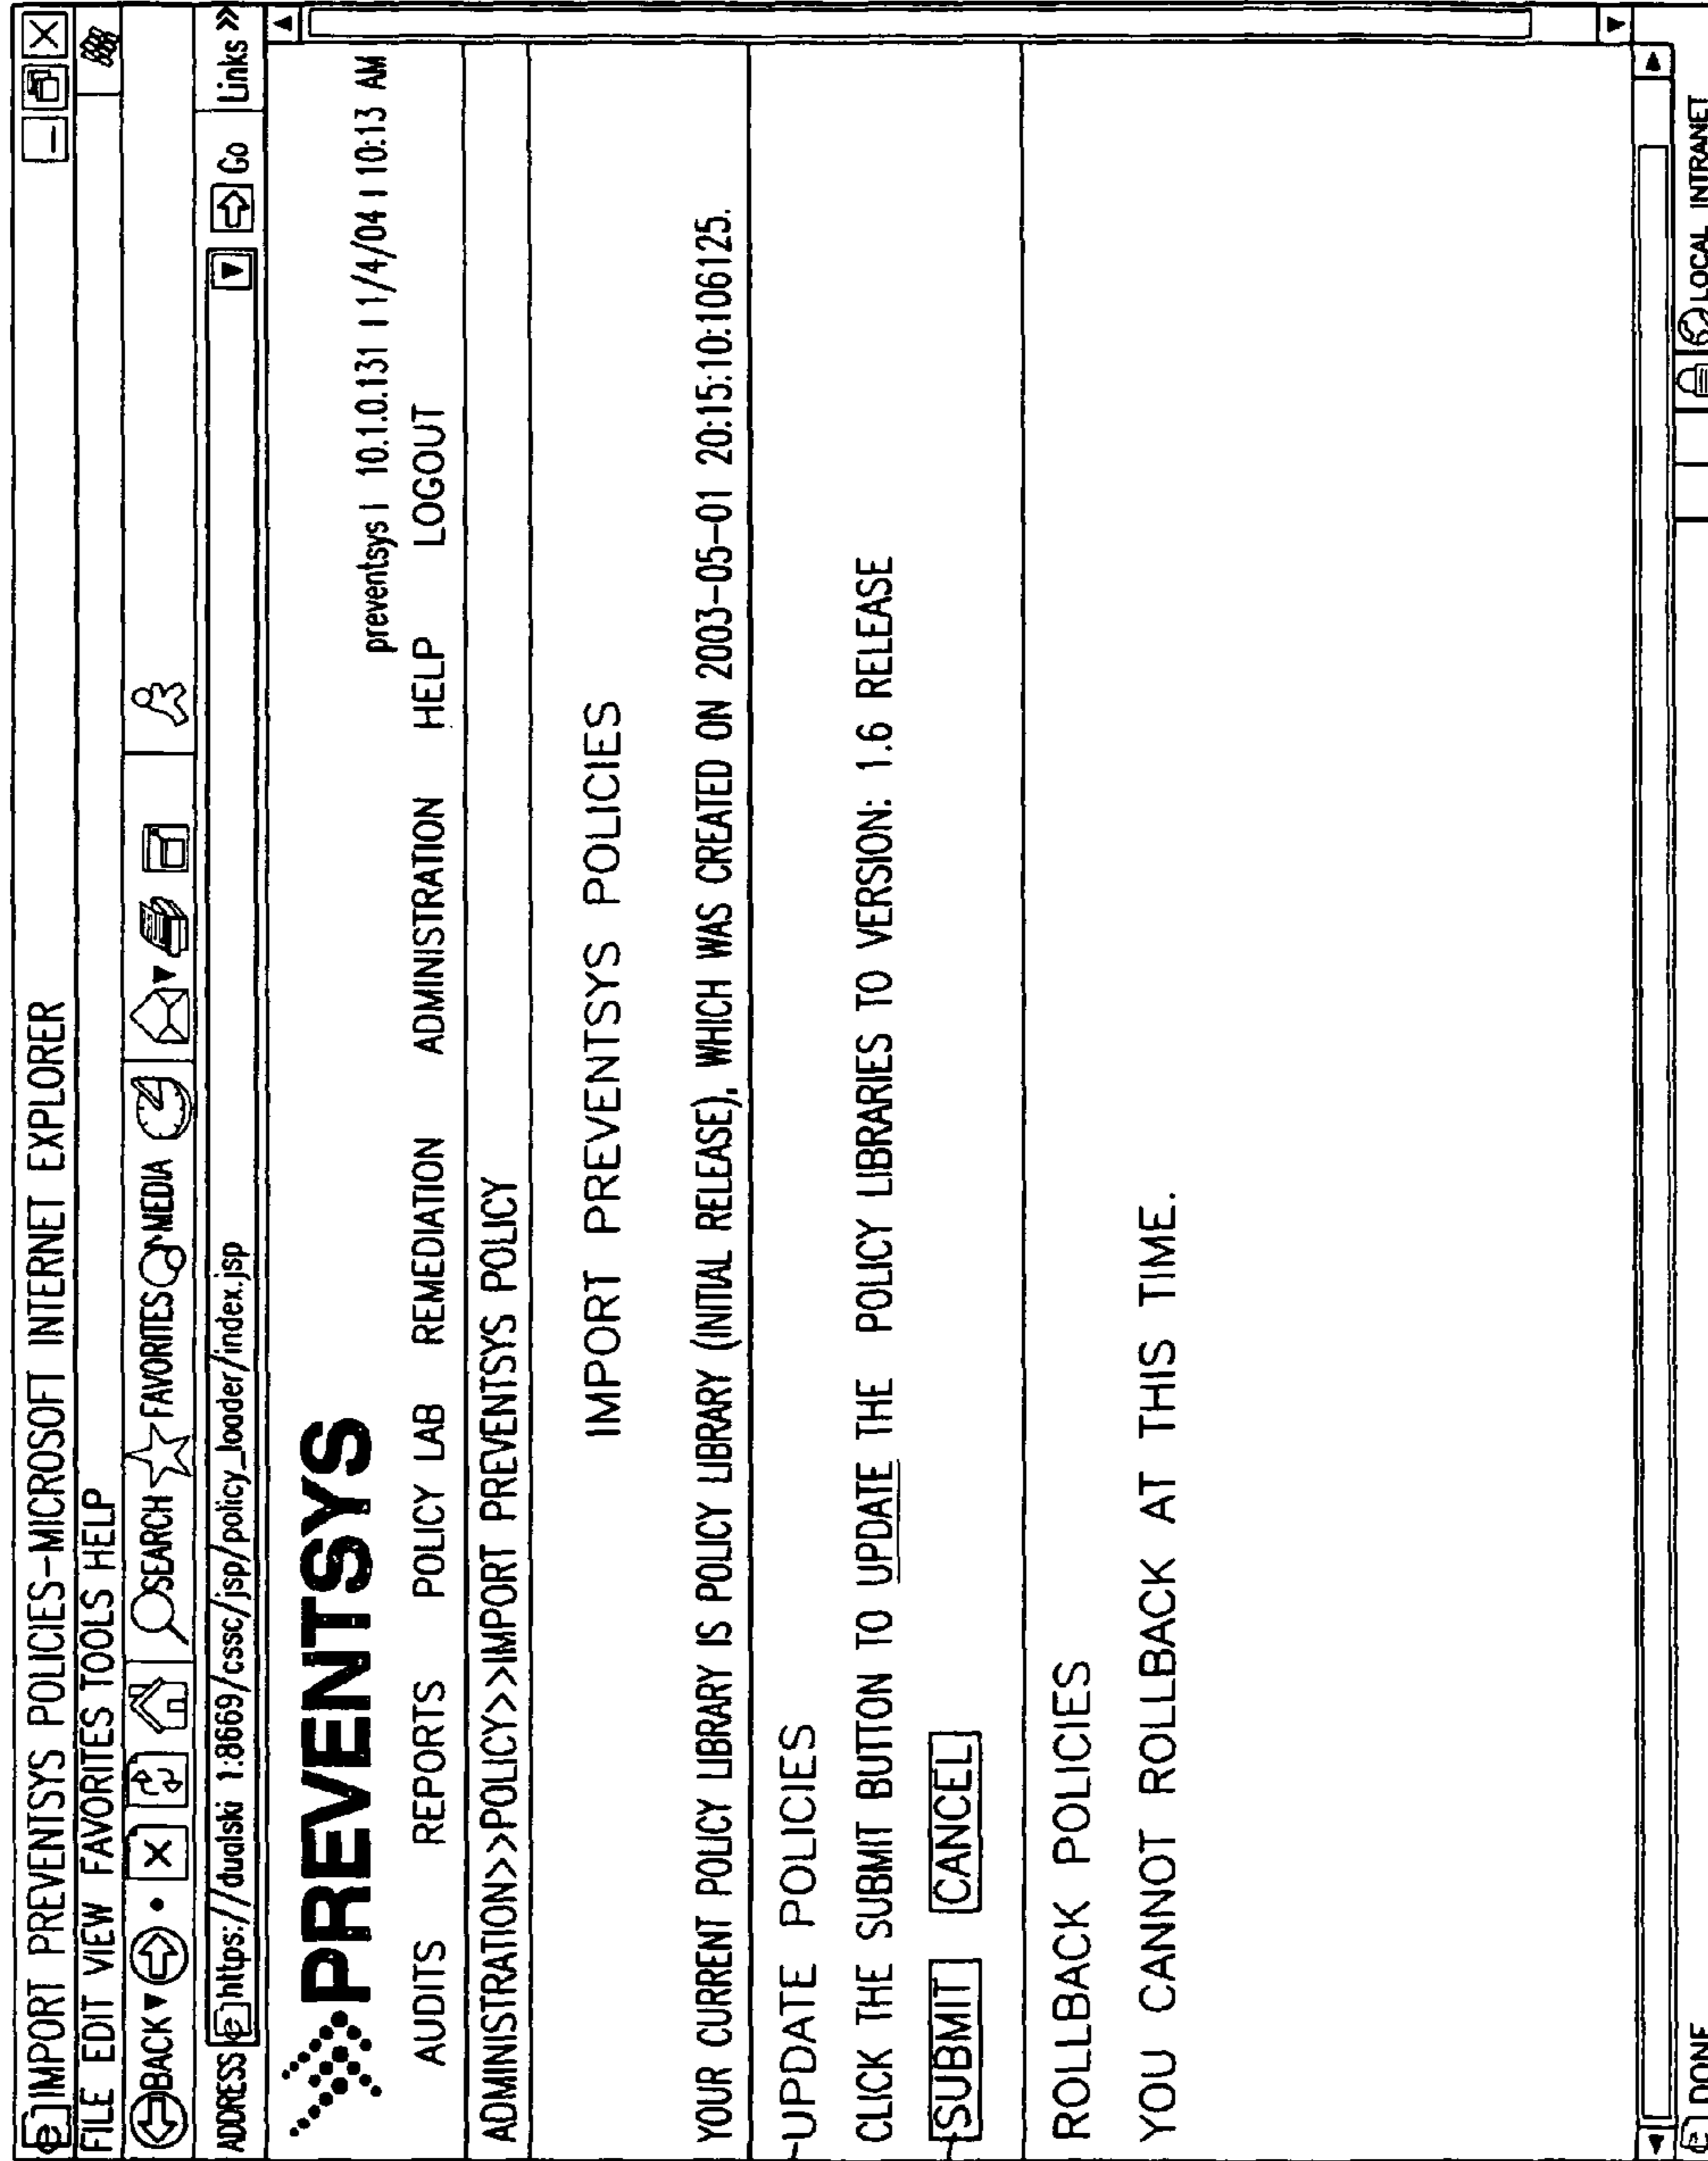 IMPORT PREVENTSYS POLICIES-MICROSOFT INTERNET EXPLORER
FILE EDIT VIEW FAVORITES TOOLS HELP
BACK SEARCH FAVORITES MEDIA
ADDRESS https://dualski 1:8669/cssc/jsp/policy_loader/index.jsp Go Links »
PREVENTSYS
preventsys | 10.1.0.131 | 1/4/04 | 10:13 AM
AUDITS REPORTS POLICY LAB REMEDIATION ADMINISTRATION HELP LOGOUT
ADMINISTRATION>>POLICY>>IMPORT PREVENTSYS POLICY
IMPORT PREVENTSYS POLICIES
YOUR CURRENT POLICY LIBRARY IS POLICY LIBRARY (INITIAL RELEASE), WHICH WAS CREATED ON 2003-05-01 20:15:10:106125.
UPDATE POLICIES
CLICK THE SUBMIT BUTTON TO UPDATE THE POLICY LIBRARIES TO VERSION: 1.6 RELEASE
SUBMIT CANCEL
ROLLBACK POLICIES
YOU CANNOT ROLLBACK AT THIS TIME.
DONE LOCAL INTRANET